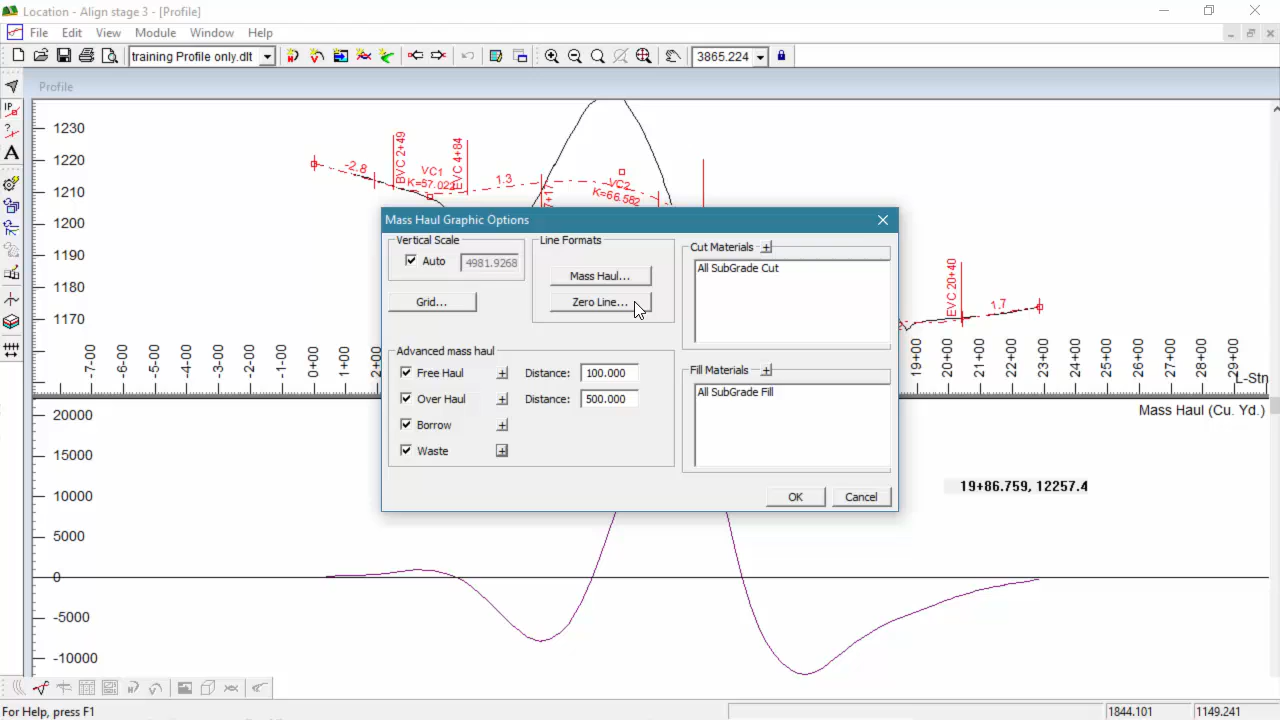 Location - Align stage 3 - [Profile]
File Edit View Module Window Help
training Profile only.dlt
3865.224
Profile
1230
1220
1210
1200
1190
1180
1170
-2.8
BVC 2+49
VC1
K=57.022
EVC 4+84
1.3
7+17
VC2
K=66.582
EVC 20+40
1.7
-7+00 -6+00 -5+00 -4+00 -3+00 -2+00 -1+00 0+00 1+00
19+00 20+00 21+00 22+00 23+00 24+00 25+00 26+00 27+00 28+00 29+00
L-Stn
Mass Haul Graphic Options
Vertical Scale
Auto 4981.9268
Grid...
Line Formats
Mass Haul...
Zero Line...
Cut Materials +
All SubGrade Cut
Advanced mass haul
Free Haul + Distance: 100.000
Over Haul + Distance: 500.000
Borrow +
Waste +
Fill Materials +
All SubGrade Fill
OK Cancel
Mass Haul (Cu. Yd.)
20000
15000
10000
5000
0
-5000
-10000
19+86.759, 12257.4
For Help, press F1
1844.101 1149.241